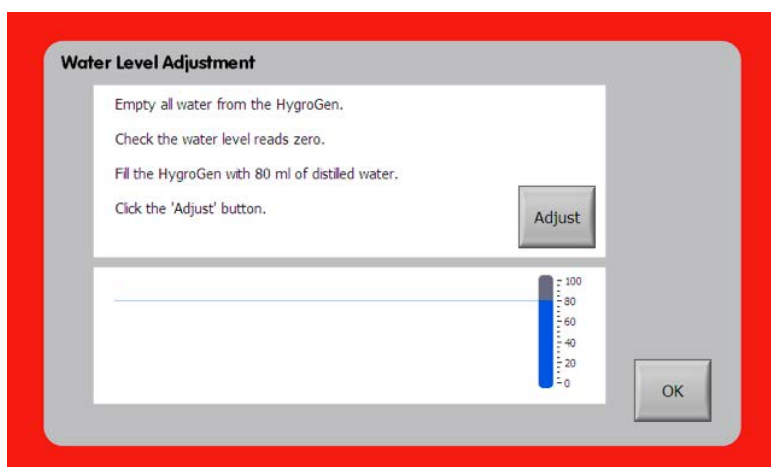 Water Level Adjustment
Empty all water from the HygroGen.
Check the water level reads zero.
Fill the HygroGen with 80 ml of distilled water.
Click the 'Adjust' button.
Adjust
100
80
60
40
20
0
OK